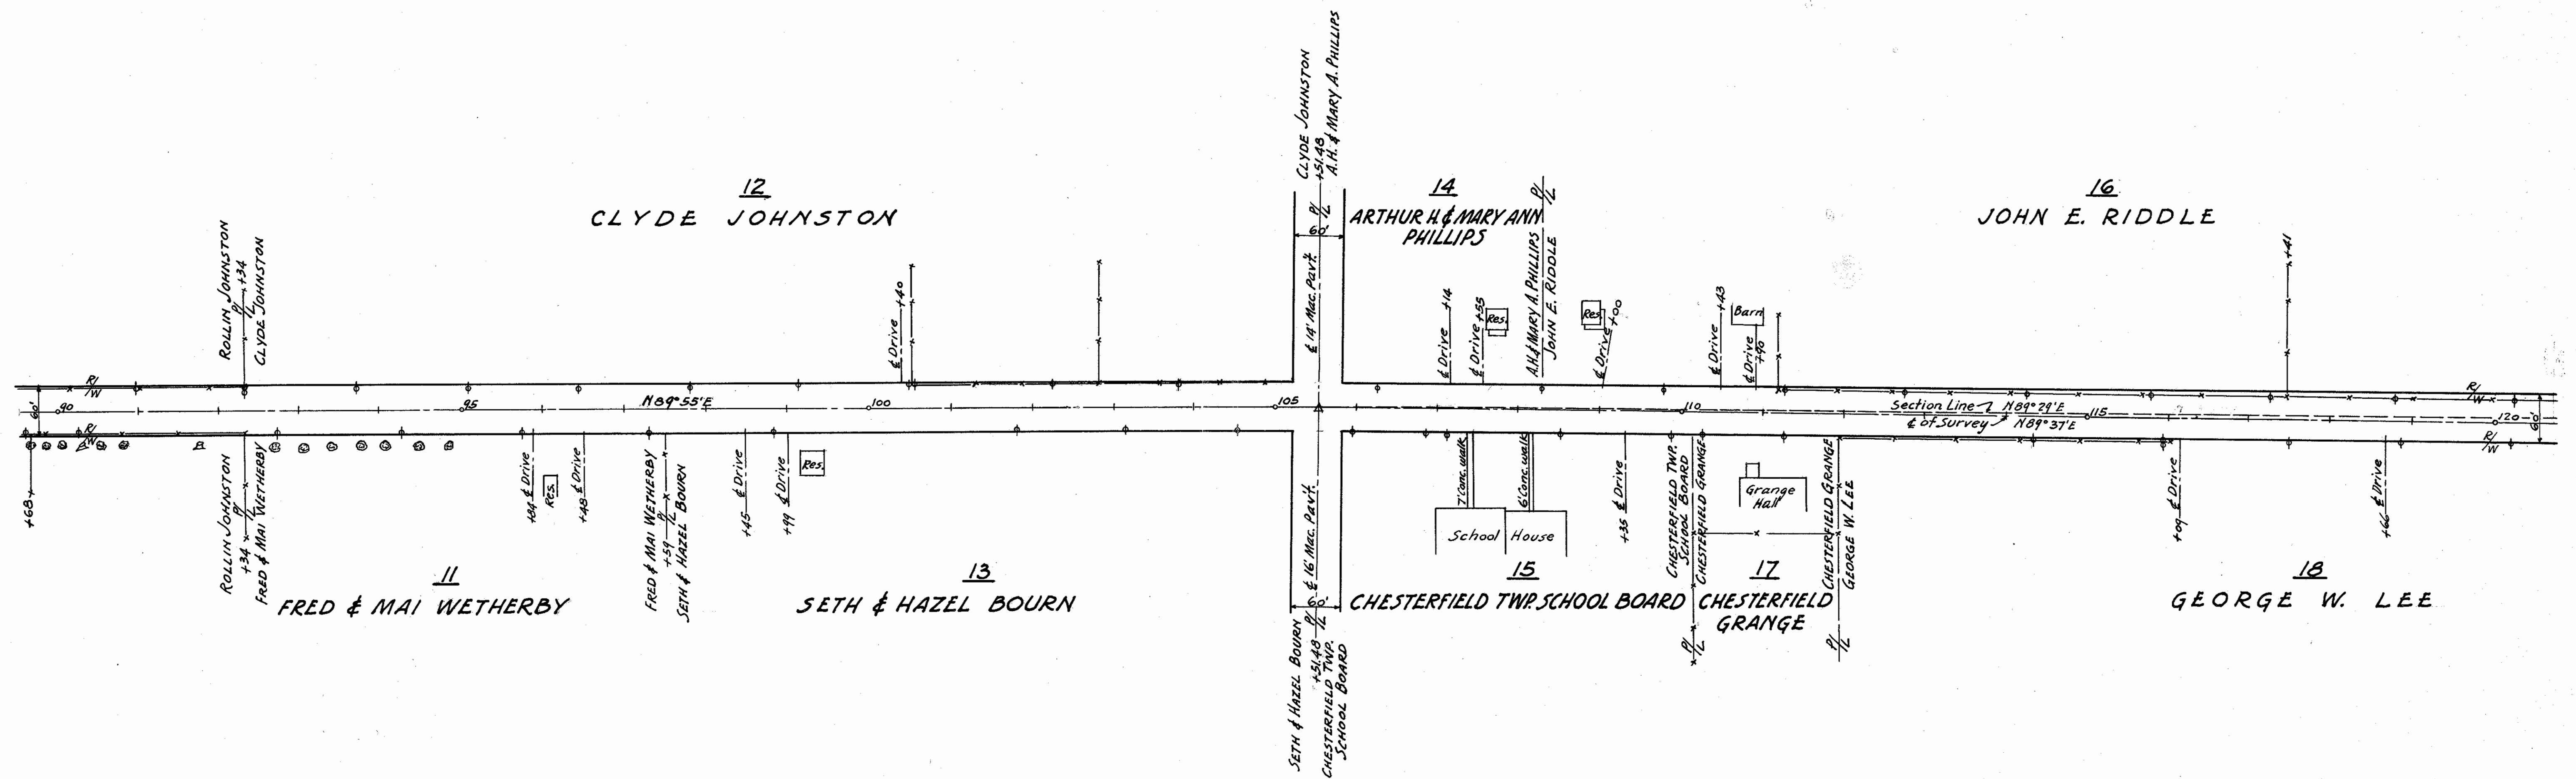 CLYDE JOHNSTON
+51.48
A.H. & MARY A. PHILLIPS
12
CLYDE JOHNSTON
14
ARTHUR H. & MARY ANN
PHILLIPS
16
JOHN E. RIDDLE
ROLLIN JOHNSTON
P/L +34
CLYDE JOHNSTON
℄ Drive +40
P/L
60'
℄ 14' Mac. Pav't.
℄ Drive +14
℄ Drive +55
Res.
P/L
A.H. & MARY A. PHILLIPS
JOHN E. RIDDLE
Res.
℄ Drive +00
℄ Drive +43
Barn
℄ Drive
+90
+41
R/W
60'
90
95
N 89° 55' E
100
105
110
Section Line N 89° 29' E
115
℄ of Survey N 89° 37' E
120
R/W
60'
R/W
R/W
+68
ROLLIN JOHNSTON
+34 P/L
FRED & MAI WETHERBY
+84 ℄ Drive
Res.
+48 ℄ Drive
FRED & MAI WETHERBY
+59 P/L
SETH & HAZEL BOURN
+45 ℄ Drive
+99 ℄ Drive
Res.
℄ 16' Mac. Pav't.
60'
P/L
7' Conc. walk
6' Conc. walk
School House
+35 ℄ Drive
CHESTERFIELD TWP.
SCHOOL BOARD
CHESTERFIELD GRANGE
P/L
Grange
Hall
CHESTERFIELD GRANGE
GEORGE W. LEE
P/L
+09 ℄ Drive
+66 ℄ Drive
11
FRED & MAI WETHERBY
13
SETH & HAZEL BOURN
15
CHESTERFIELD TWP. SCHOOL BOARD
17
CHESTERFIELD
GRANGE
18
GEORGE W. LEE
SETH & HAZEL BOURN
+51.48
CHESTERFIELD TWP.
SCHOOL BOARD